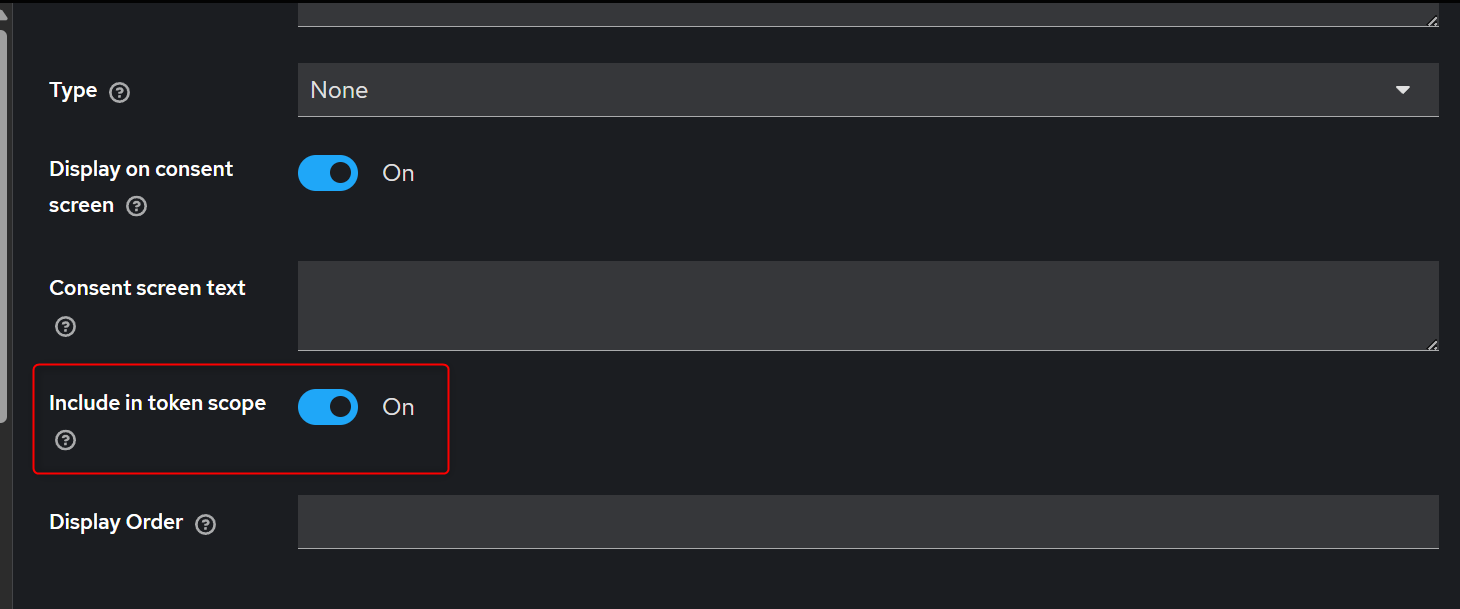 Type
None
Display on consent
screen
On
Consent screen text
Include in token scope
On
Display Order